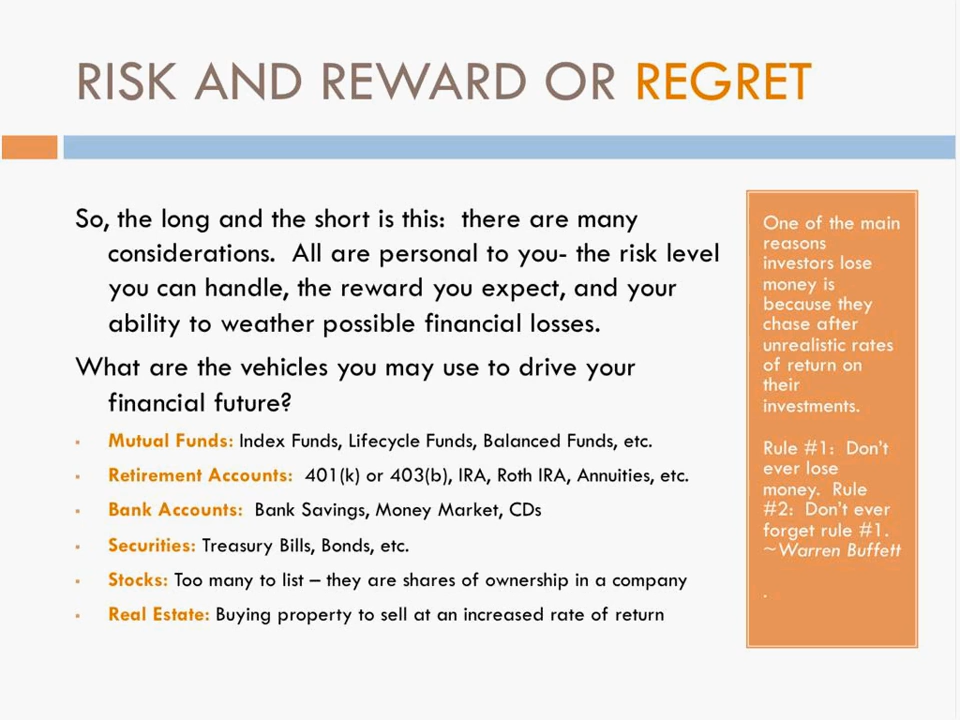 RISK AND REWARD OR REGRET
So, the long and the short is this:  there are many
considerations.  All are personal to you- the risk level
you can handle, the reward you expect, and your
ability to weather possible financial losses.
What are the vehicles you may use to drive your
financial future?
▪ Mutual Funds: Index Funds, Lifecycle Funds, Balanced Funds, etc.
▪ Retirement Accounts:  401(k) or 403(b), IRA, Roth IRA, Annuities, etc.
▪ Bank Accounts:  Bank Savings, Money Market, CDs
▪ Securities: Treasury Bills, Bonds, etc.
▪ Stocks: Too many to list – they are shares of ownership in a company
▪ Real Estate: Buying property to sell at an increased rate of return
One of the main
reasons
investors lose
money is
because they
chase after
unrealistic rates
of return on
their
investments.
Rule #1:  Don't
ever lose
money.  Rule
#2:  Don't ever
forget rule #1.
~Warren Buffett
.